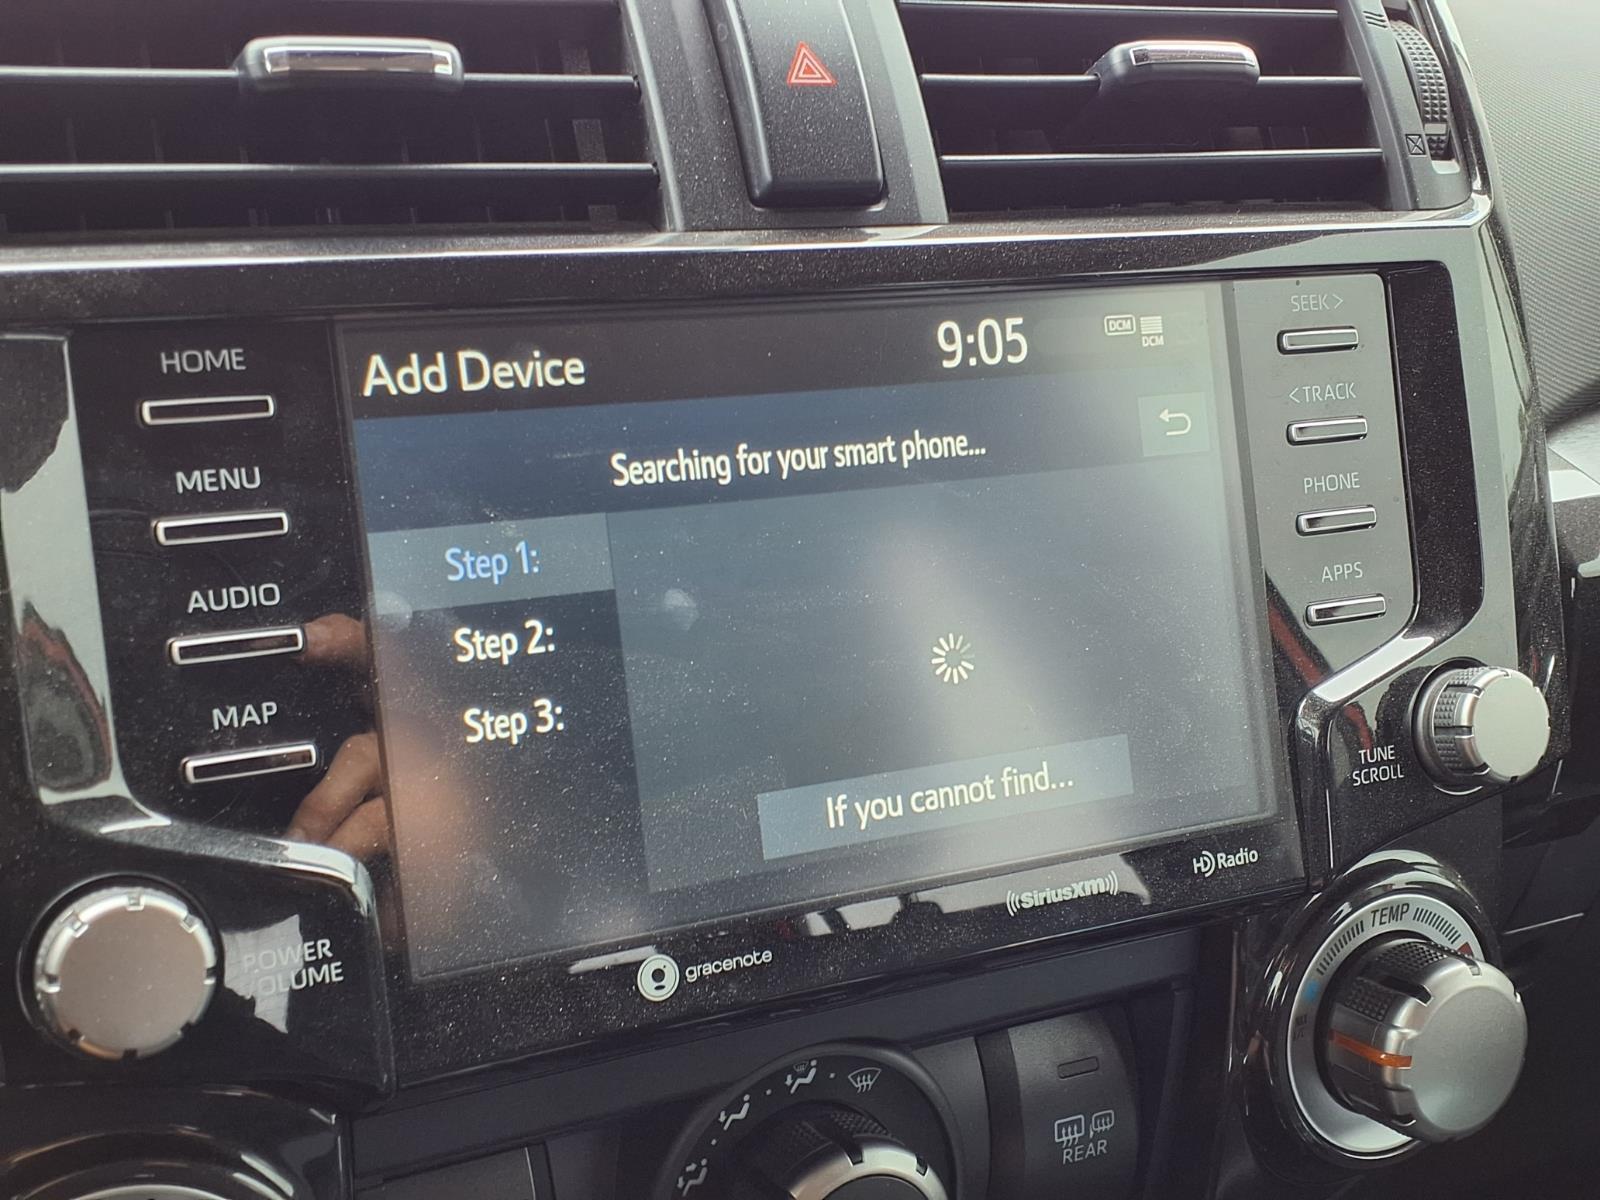 HOME
MENU
AUDIO
MAP
POWER
VOLUME
Add Device
9:05
DCM
DCM
Searching for your smart phone...
Step 1:
Step 2:
Step 3:
If you cannot find...
gracenote
SiriusXM
HD Radio
SEEK >
< TRACK
PHONE
APPS
TUNE
SCROLL
TEMP
REAR